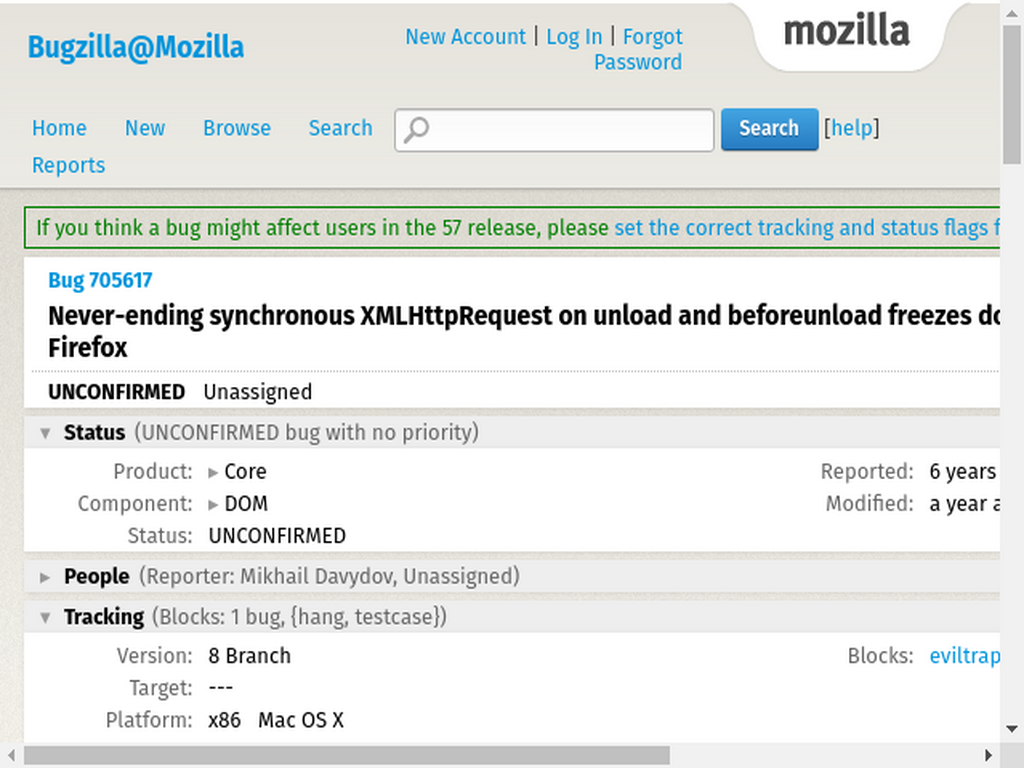 Bugzilla@Mozilla
New Account | Log In | Forgot
Password
mozilla
Home New Browse Search
Search [help]
Reports
If you think a bug might affect users in the 57 release, please set the correct tracking and status flags
Bug 705617
Never-ending synchronous XMLHttpRequest on unload and beforeunload freezes
Firefox
UNCONFIRMED Unassigned
Status (UNCONFIRMED bug with no priority)
Product: ▸ Core
Reported: 6 years
Component: ▸ DOM
Modified: a year
Status: UNCONFIRMED
People (Reporter: Mikhail Davydov, Unassigned)
Tracking (Blocks: 1 bug, {hang, testcase})
Version: 8 Branch
Blocks: eviltrap
Target: ---
Platform: x86 Mac OS X